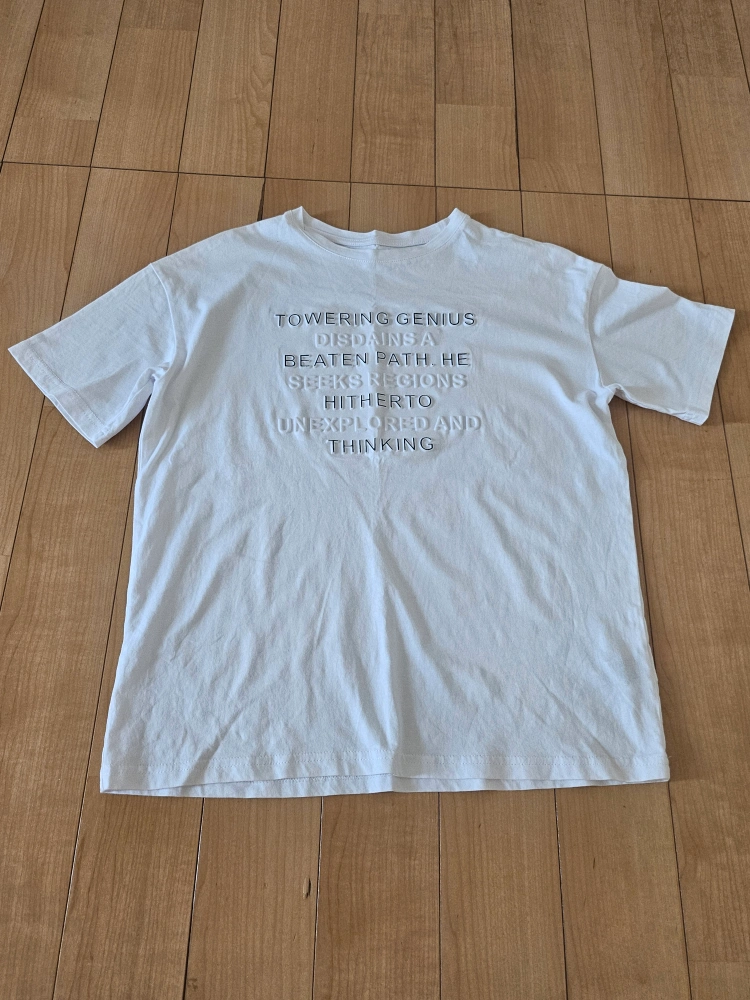 TOWERING GENIUS
DISDAINS A
BEATEN PATH. HE
SEEKS REGIONS
HITHERTO
UNEXPLORED AND
THINKING